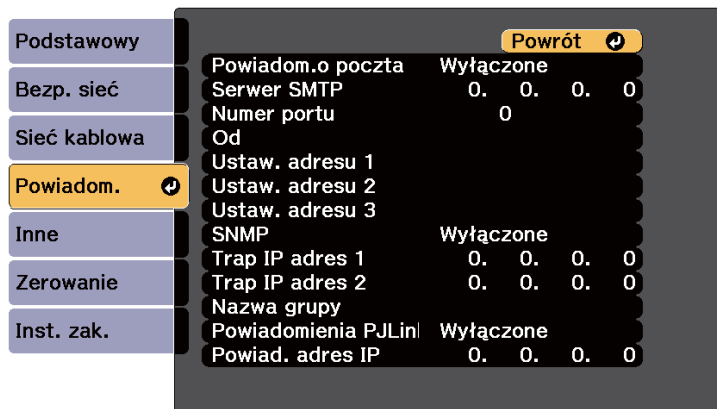 Podstawowy
Bezp. sieć
Sieć kablowa
Powiadom.
Inne
Zerowanie
Inst. zak.
Powrót
Powiadom.o poczta Wyłączone
Serwer SMTP 0. 0. 0. 0
Numer portu 0
Od
Ustaw. adresu 1
Ustaw. adresu 2
Ustaw. adresu 3
SNMP Wyłączone
Trap IP adres 1 0. 0. 0. 0
Trap IP adres 2 0. 0. 0. 0
Nazwa grupy
Powiadomienia PJLinl Wyłączone
Powiad. adres IP 0. 0. 0. 0